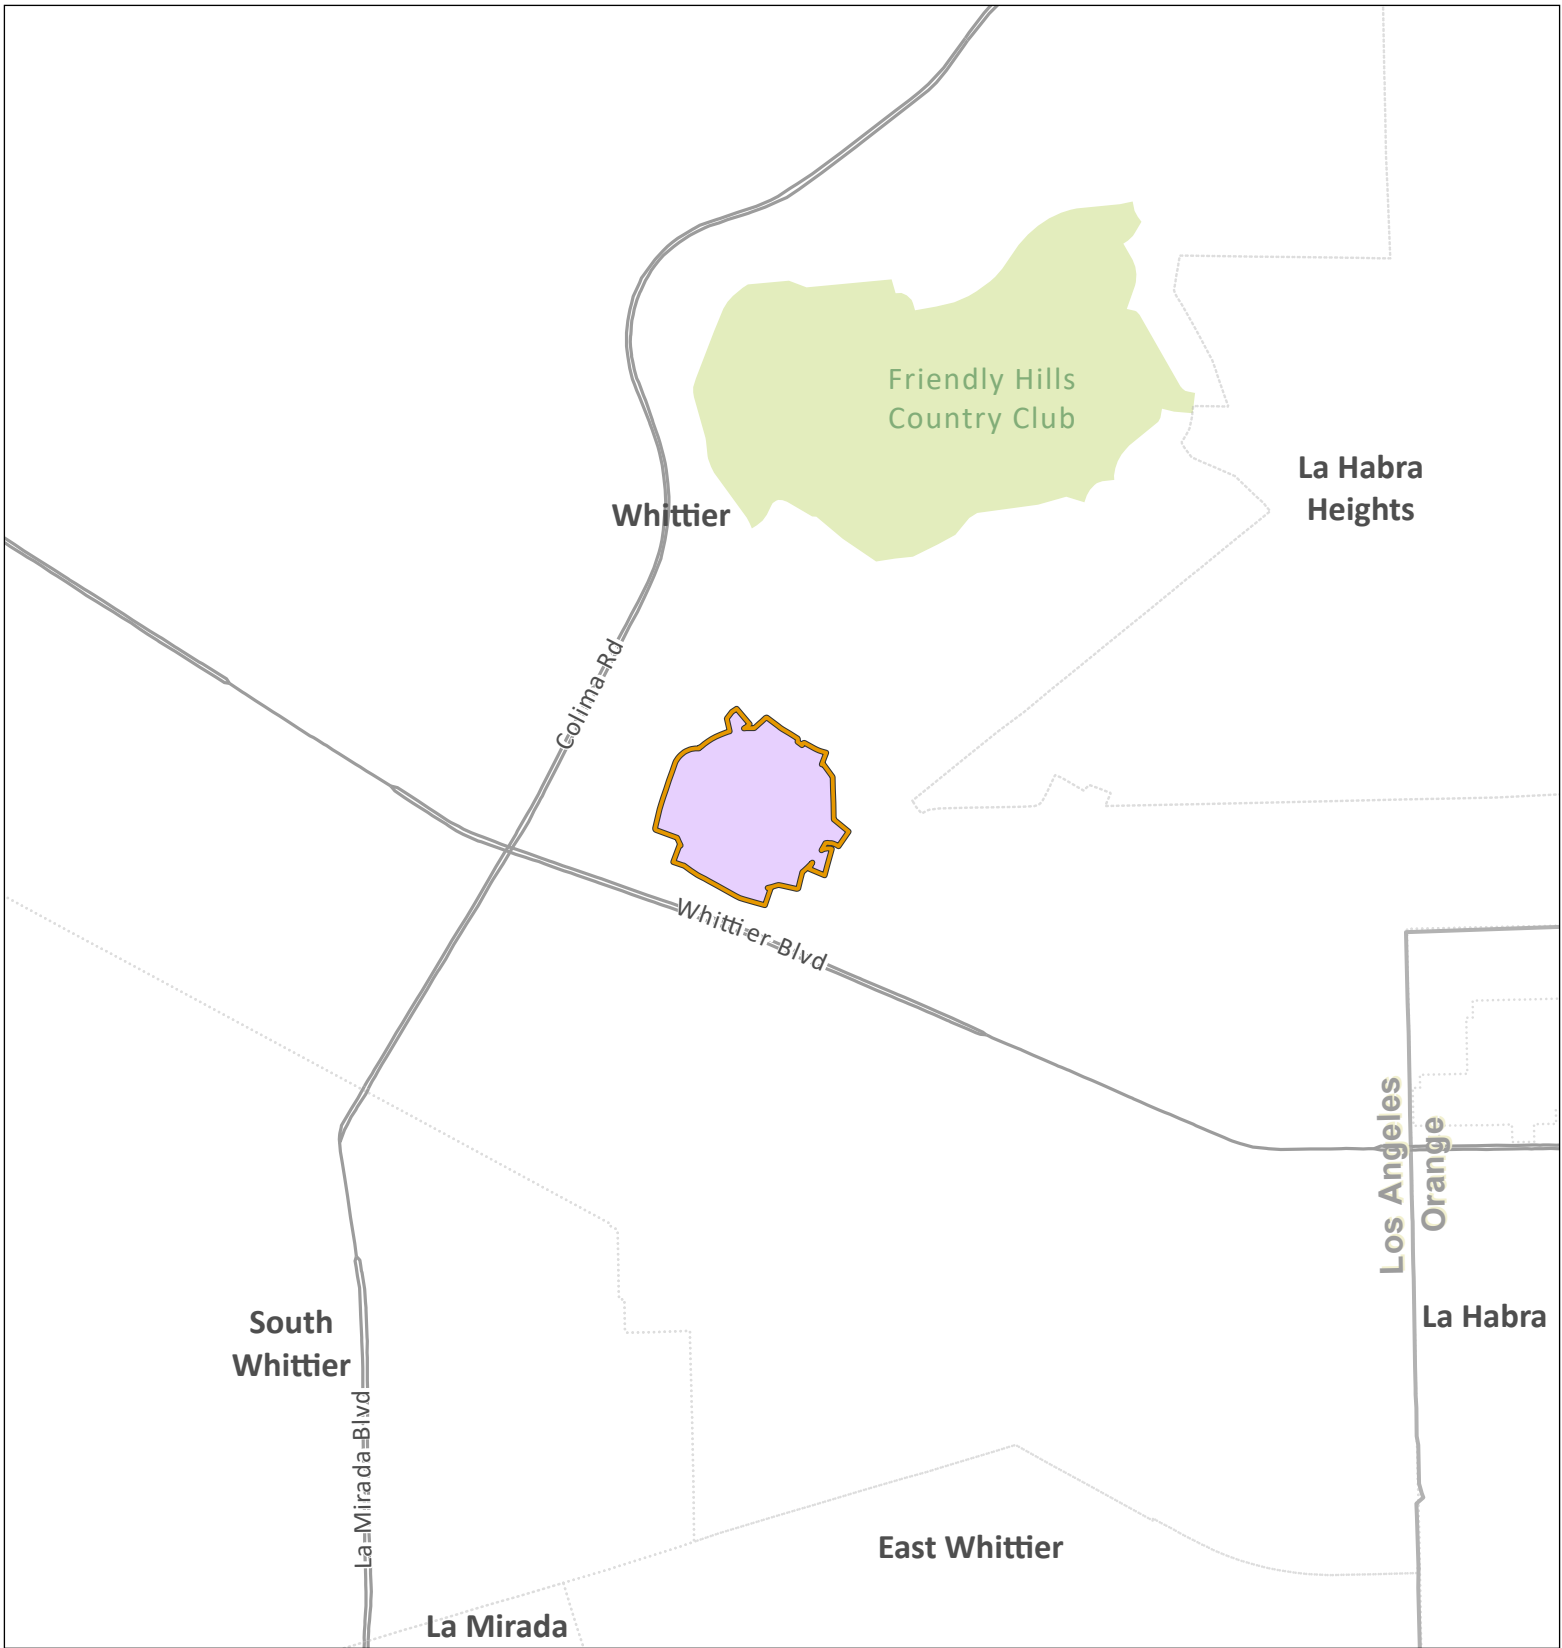 Friendly Hills
Country Club
La Habra
Heights
Whittier
Colima Rd
Whittier Blvd
Los Angeles
Orange
South
Whittier
La Habra
La Mirada Blvd
East Whittier
La Mirada